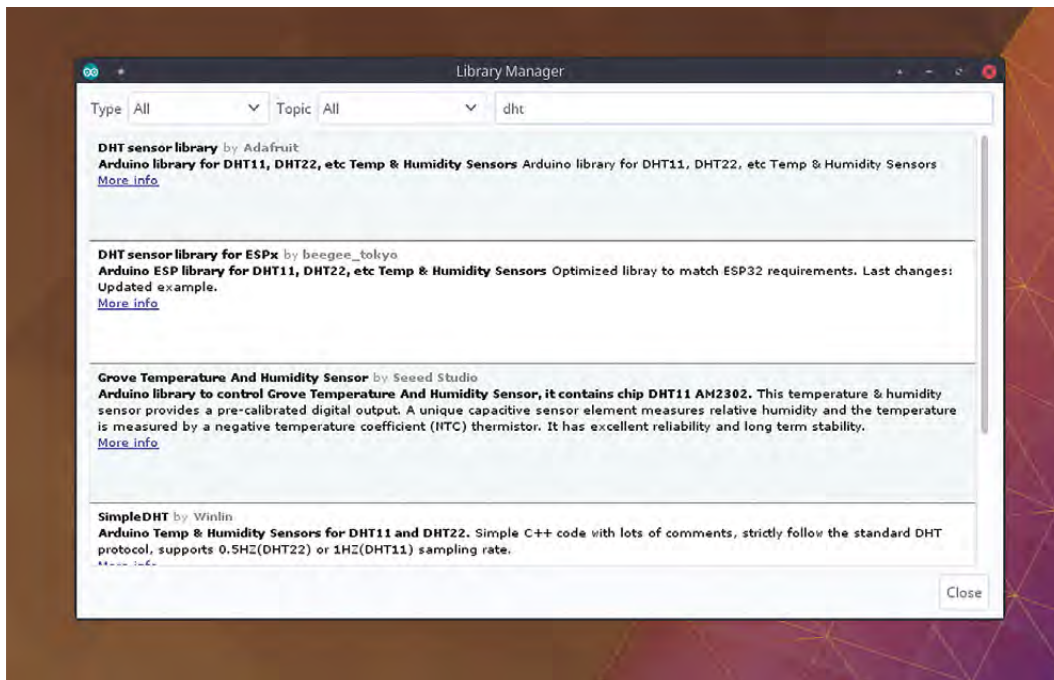 Library Manager
Type All Topic All dht
DHT sensor library by Adafruit
Arduino library for DHT11, DHT22, etc Temp & Humidity Sensors Arduino library for DHT11, DHT22, etc Temp & Humidity Sensors
More info
DHT sensor library for ESPx by beegee_tokyo
Arduino ESP library for DHT11, DHT22, etc Temp & Humidity Sensors Optimized libray to match ESP32 requirements. Last changes:
Updated example.
More info
Grove Temperature And Humidity Sensor by Seeed Studio
Arduino library to control Grove Temperature And Humidity Sensor, it contains chip DHT11 AM2302. This temperature & humidity
sensor provides a pre-calibrated digital output. A unique capacitive sensor element measures relative humidity and the temperature
is measured by a negative temperature coefficient (NTC) thermistor. It has excellent reliability and long term stability.
More info
SimpleDHT by Winlin
Arduino Temp & Humidity Sensors for DHT11 and DHT22. Simple C++ code with lots of comments, strictly follow the standard DHT
protocol, supports 0.5HZ(DHT22) or 1HZ(DHT11) sampling rate.
More info
Close